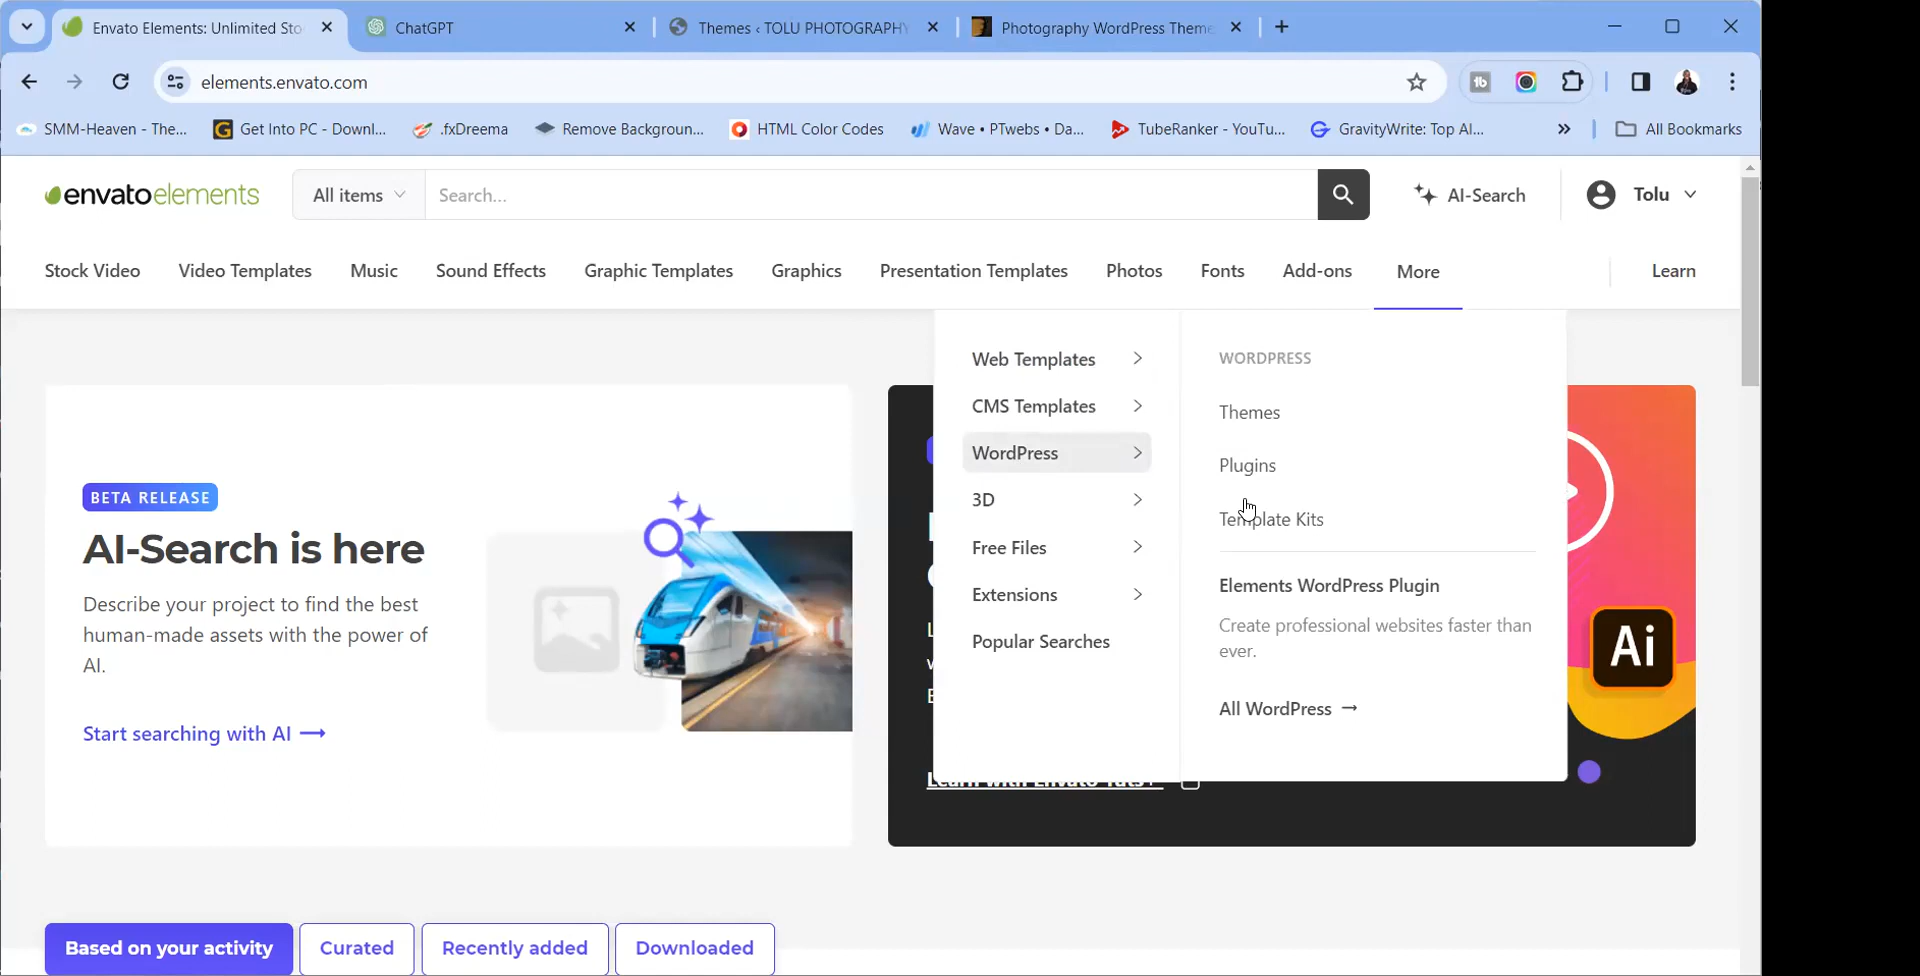 Envato Elements: Unlimited Sto
ChatGPT
Themes ‹ TOLU PHOTOGRAPHY
Photography WordPress Theme
elements.envato.com
SMM-Heaven - The...
Get Into PC - Downl...
.fxDreema
Remove Backgroun...
HTML Color Codes
Wave • PTwebs • Da...
TubeRanker - YouTu...
GravityWrite: Top AI...
All Bookmarks
envatoelements
All items
Search...
AI-Search
Tolu
Stock Video
Video Templates
Music
Sound Effects
Graphic Templates
Graphics
Presentation Templates
Photos
Fonts
Add-ons
More
Learn
Web Templates
CMS Templates
WordPress
3D
Free Files
Extensions
Popular Searches
WORDPRESS
Themes
Plugins
Template Kits
Elements WordPress Plugin
Create professional websites faster than
ever.
All WordPress →
BETA RELEASE
AI-Search is here
Describe your project to find the best
human-made assets with the power of
AI.
Start searching with AI →
Ai
Learn with Envato Tuts+
Based on your activity
Curated
Recently added
Downloaded